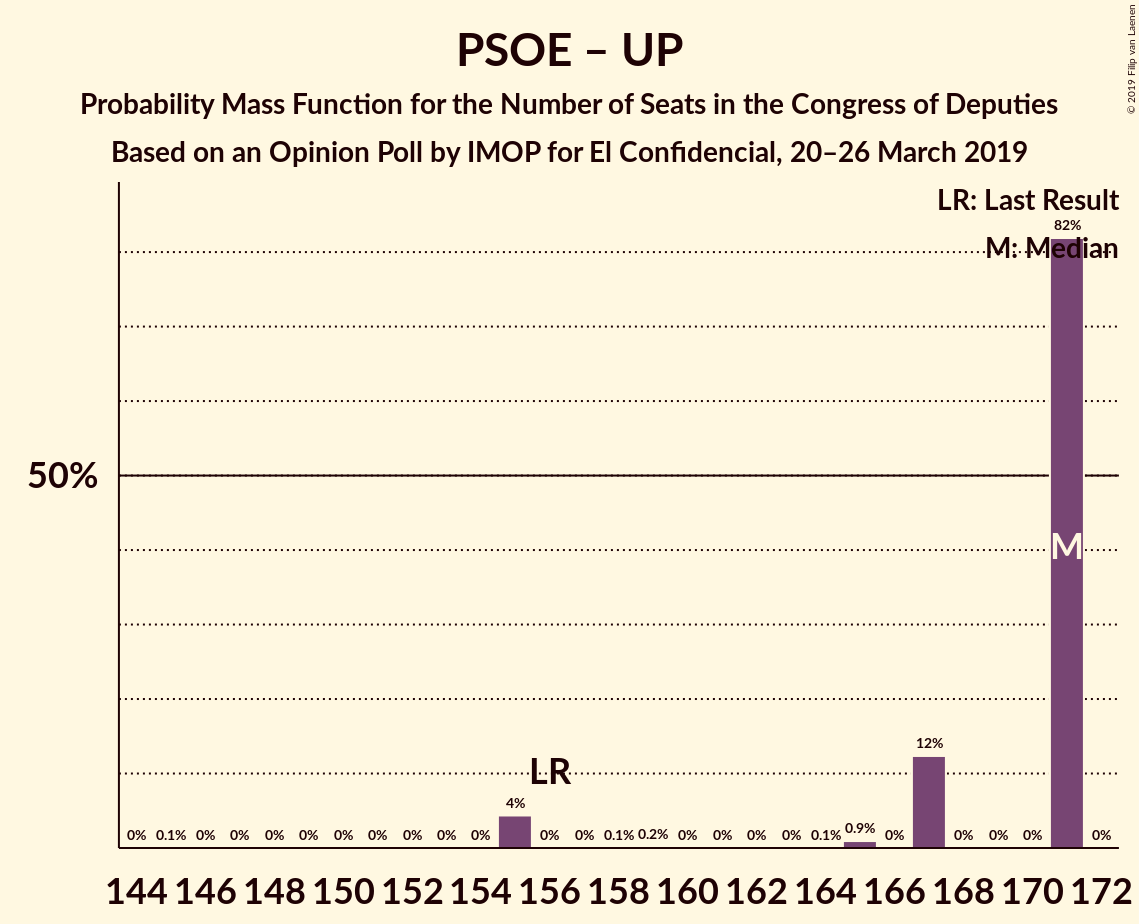 PSOE – UP
Probability Mass Function for the Number of Seats in the Congress of Deputies
Based on an Opinion Poll by IMOP for El Confidencial, 20–26 March 2019
© 2019 Filip van Laenen
LR: Last Result
82%
M: Median
50%
M
12%
LR
4%
0% 0.1% 0% 0% 0% 0% 0% 0% 0% 0% 0% 0% 0% 0.1% 0.2% 0% 0% 0% 0% 0.1% 0.9% 0% 0% 0% 0% 0%
144 146 148 150 152 154 156 158 160 162 164 166 168 170 172